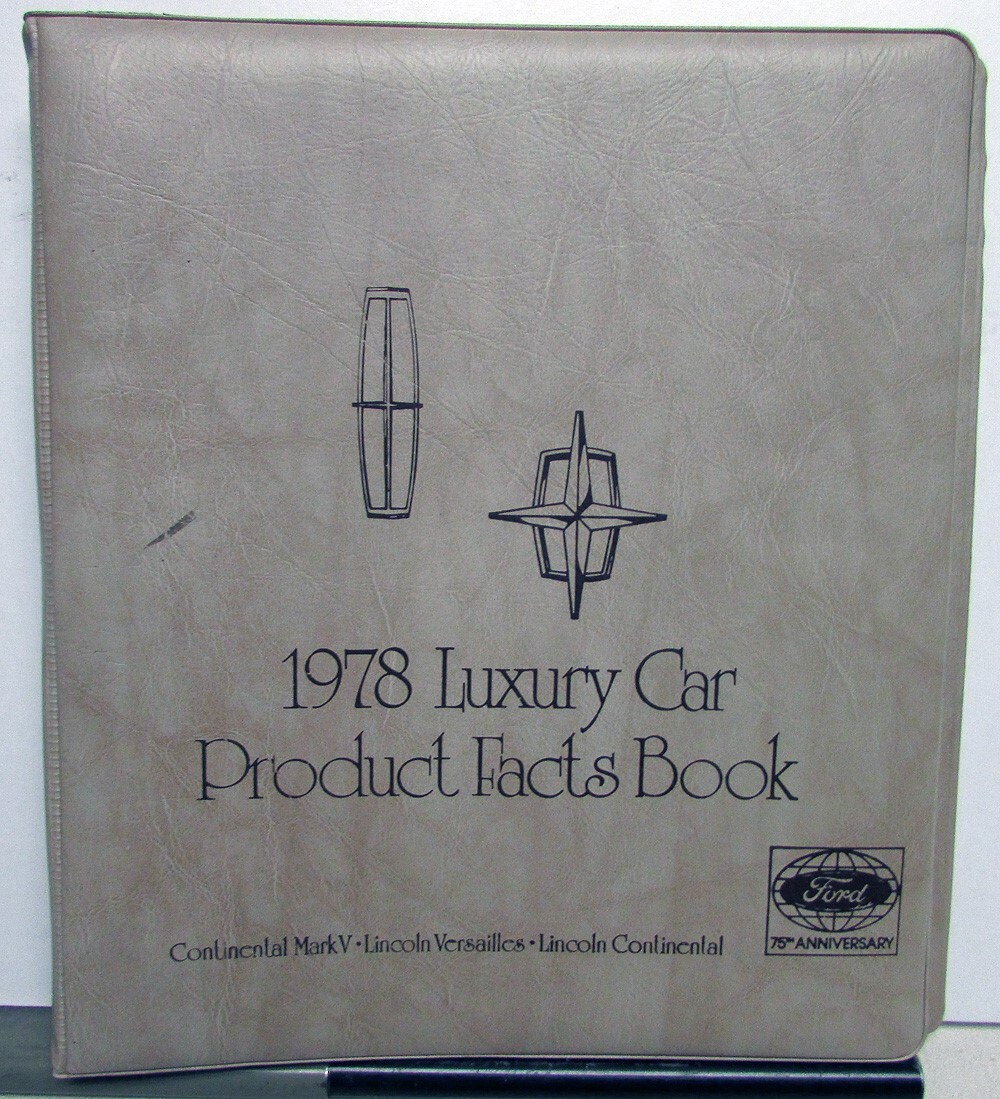 1978 Luxury Car
Product Facts Book
Ford
75TH ANNIVERSARY
Continental Mark V • Lincoln Versailles • Lincoln Continental